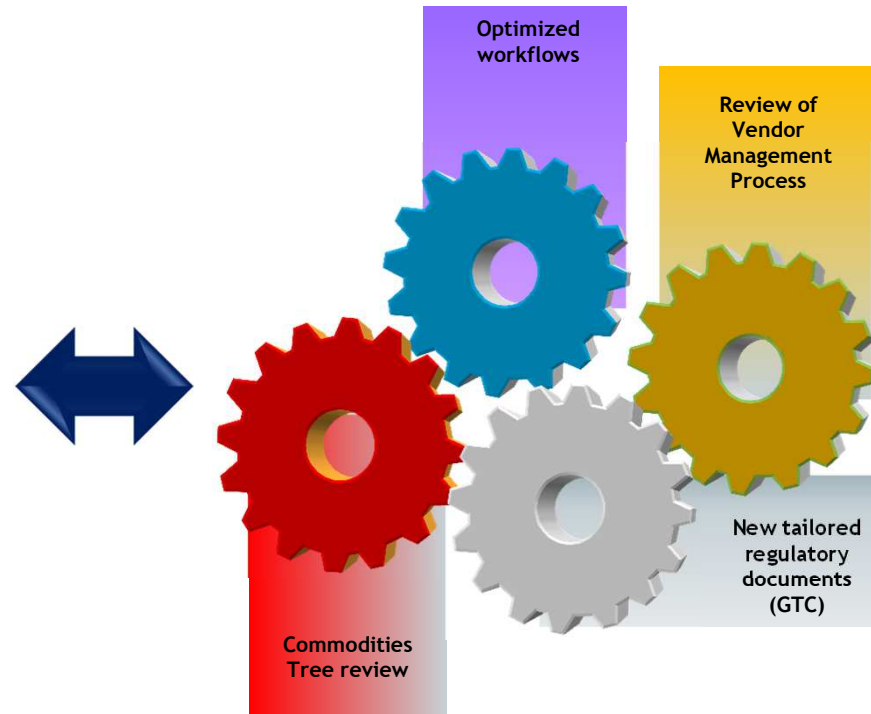 Optimized
workflows
Review of
Vendor
Management
Process
New tailored
regulatory
documents
(GTC)
Commodities
Tree review